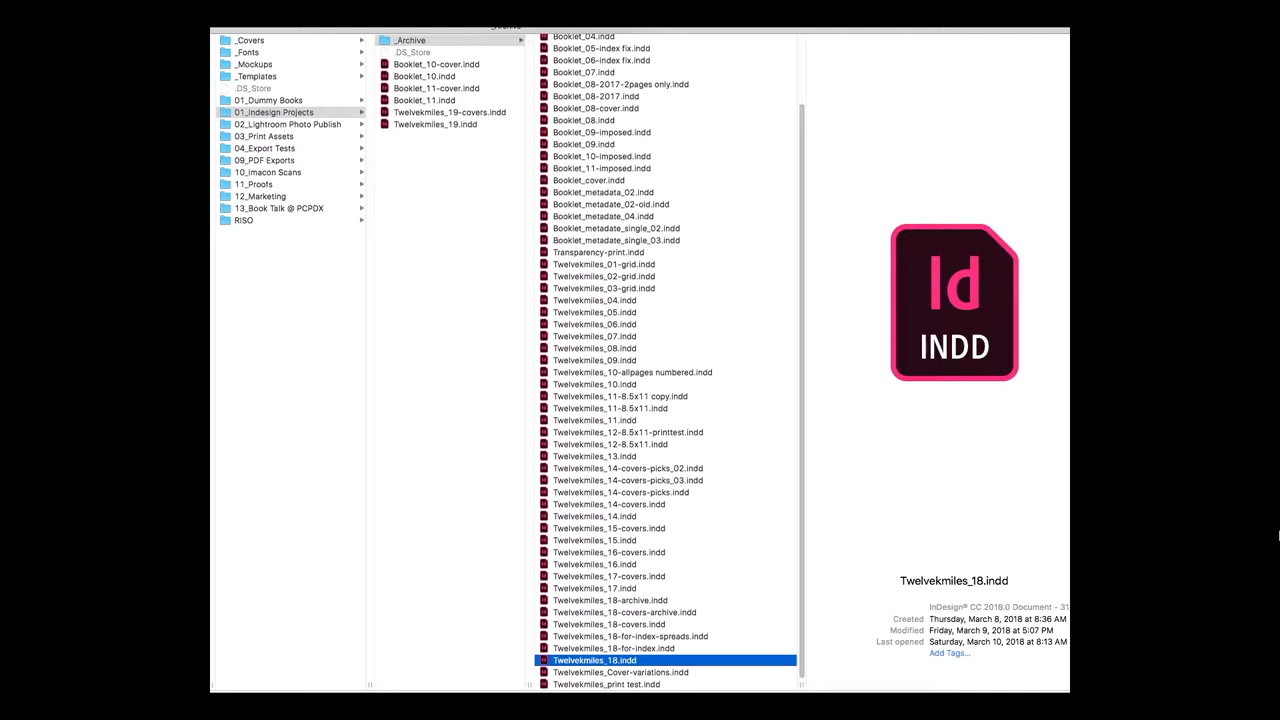 _Archive
_Covers
_Fonts
_Mockups
_Templates
.DS_Store
01_Dummy Books
01_Indesign Projects
02_Lightroom Photo Publish
03_Print Assets
04_Export Tests
09_PDF Exports
10_Imacon Scans
11_Proofs
12_Marketing
13_Book Talk @ PCPDX
RISO
_Archive
.DS_Store
Booklet_10-cover.indd
Booklet_10.indd
Booklet_11-cover.indd
Booklet_11.indd
Twelvekmiles_19-covers.indd
Twelvekmiles_19.indd
Booklet_04.indd
Booklet_05-index fix.indd
Booklet_06-index fix.indd
Booklet_07.indd
Booklet_08-2017-2pages only.indd
Booklet_08-2017.indd
Booklet_08-cover.indd
Booklet_08.indd
Booklet_09-imposed.indd
Booklet_09.indd
Booklet_10-imposed.indd
Booklet_11-imposed.indd
Booklet_cover.indd
Booklet_metadata_02.indd
Booklet_metadate_02-old.indd
Booklet_metadate_04.indd
Booklet_metadate_single_02.indd
Booklet_metadate_single_03.indd
Transparency-print.indd
Twelvekmiles_01-grid.indd
Twelvekmiles_02-grid.indd
Twelvekmiles_03-grid.indd
Twelvekmiles_04.indd
Twelvekmiles_05.indd
Twelvekmiles_06.indd
Twelvekmiles_07.indd
Twelvekmiles_08.indd
Twelvekmiles_09.indd
Twelvekmiles_10-allpages numbered.indd
Twelvekmiles_10.indd
Twelvekmiles_11-8.5x11 copy.indd
Twelvekmiles_11-8.5x11.indd
Twelvekmiles_11.indd
Twelvekmiles_12-8.5x11-printtest.indd
Twelvekmiles_12-8.5x11.indd
Twelvekmiles_13.indd
Twelvekmiles_14-covers-picks_02.indd
Twelvekmiles_14-covers-picks_03.indd
Twelvekmiles_14-covers-picks.indd
Twelvekmiles_14-covers.indd
Twelvekmiles_14.indd
Twelvekmiles_15-covers.indd
Twelvekmiles_15.indd
Twelvekmiles_16-covers.indd
Twelvekmiles_16.indd
Twelvekmiles_17-covers.indd
Twelvekmiles_17.indd
Twelvekmiles_18-archive.indd
Twelvekmiles_18-covers-archive.indd
Twelvekmiles_18-covers.indd
Twelvekmiles_18-for-index-spreads.indd
Twelvekmiles_18-for-index.indd
Twelvekmiles_18.indd
Twelvekmiles_Cover-variations.indd
Twelvekmiles_print test.indd
Id
INDD
Twelvekmiles_18.indd
InDesign® CC 2018.0 Document - 31
Created Thursday, March 8, 2018 at 8:36 AM
Modified Friday, March 9, 2018 at 5:07 PM
Last opened Saturday, March 10, 2018 at 8:13 AM
Add Tags...